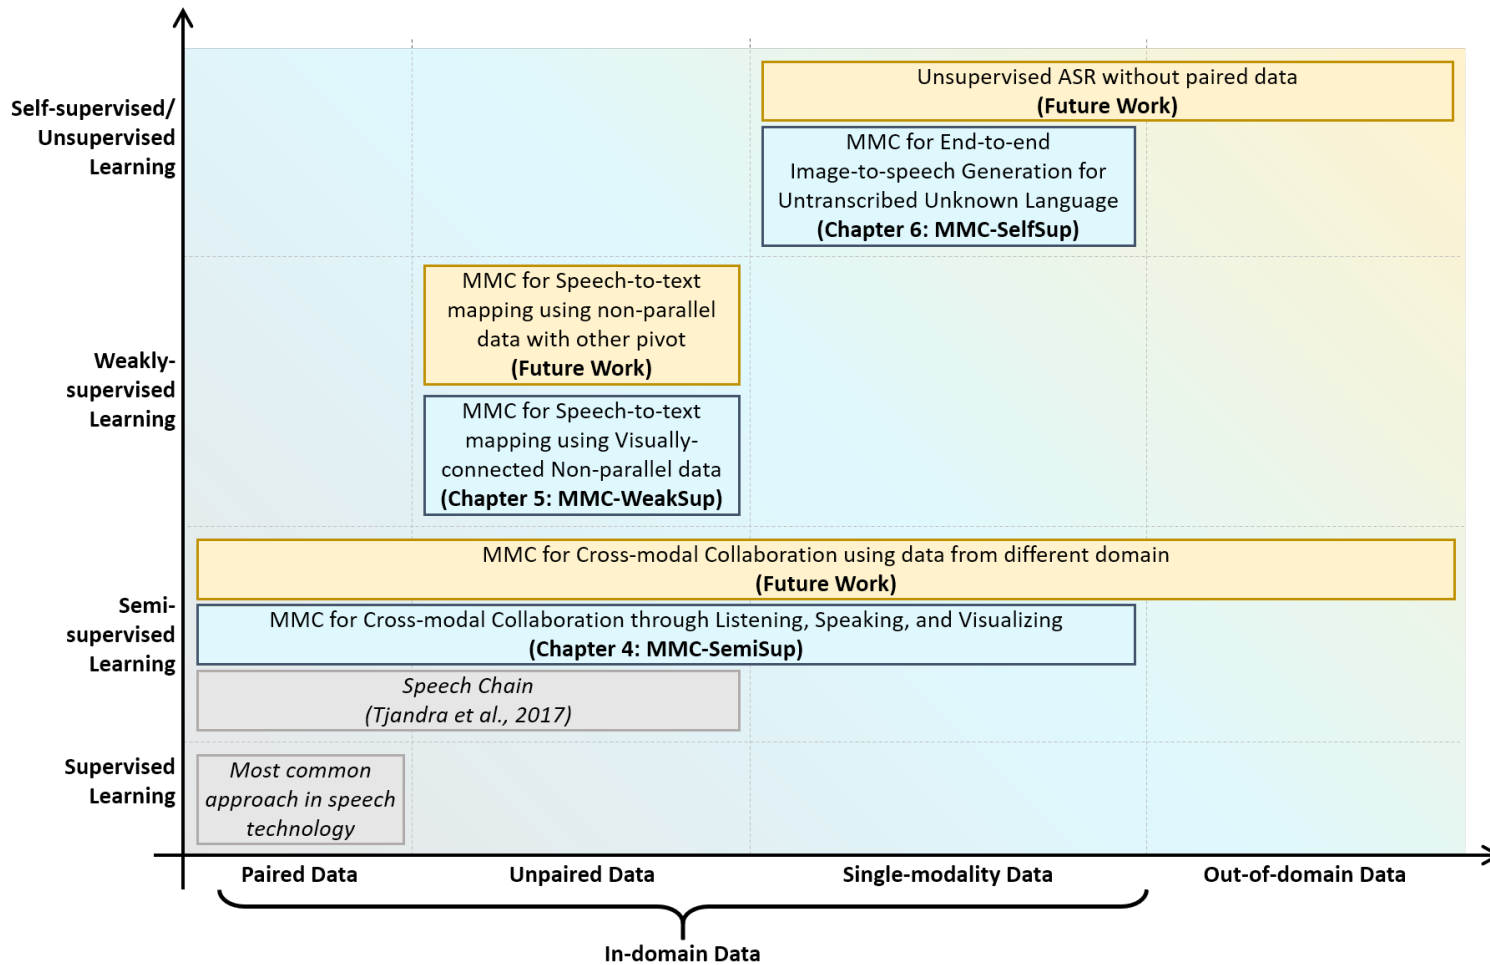 Self-supervised/
Unsupervised
Learning
Unsupervised ASR without paired data
(Future Work)
MMC for End-to-end
Image-to-speech Generation for
Untranscribed Unknown Language
(Chapter 6: MMC-SelfSup)
Weakly-
supervised
Learning
MMC for Speech-to-text
mapping using non-parallel
data with other pivot
(Future Work)
MMC for Speech-to-text
mapping using Visually-
connected Non-parallel data
(Chapter 5: MMC-WeakSup)
Semi-
supervised
Learning
MMC for Cross-modal Collaboration using data from different domain
(Future Work)
MMC for Cross-modal Collaboration through Listening, Speaking, and Visualizing
(Chapter 4: MMC-SemiSup)
Speech Chain
(Tjandra et al., 2017)
Supervised
Learning
Most common
approach in speech
technology
Paired Data
Unpaired Data
Single-modality Data
Out-of-domain Data
In-domain Data